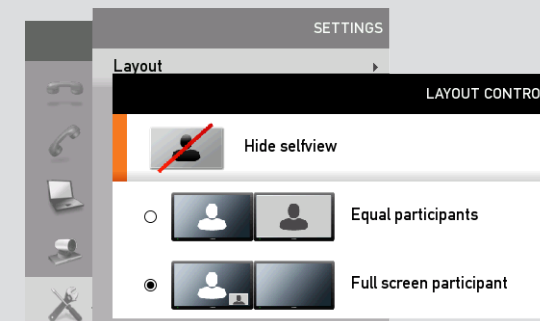 SETTINGS
Layout
LAYOUT CONTRO
Hide selfview
Equal participants
Full screen participant